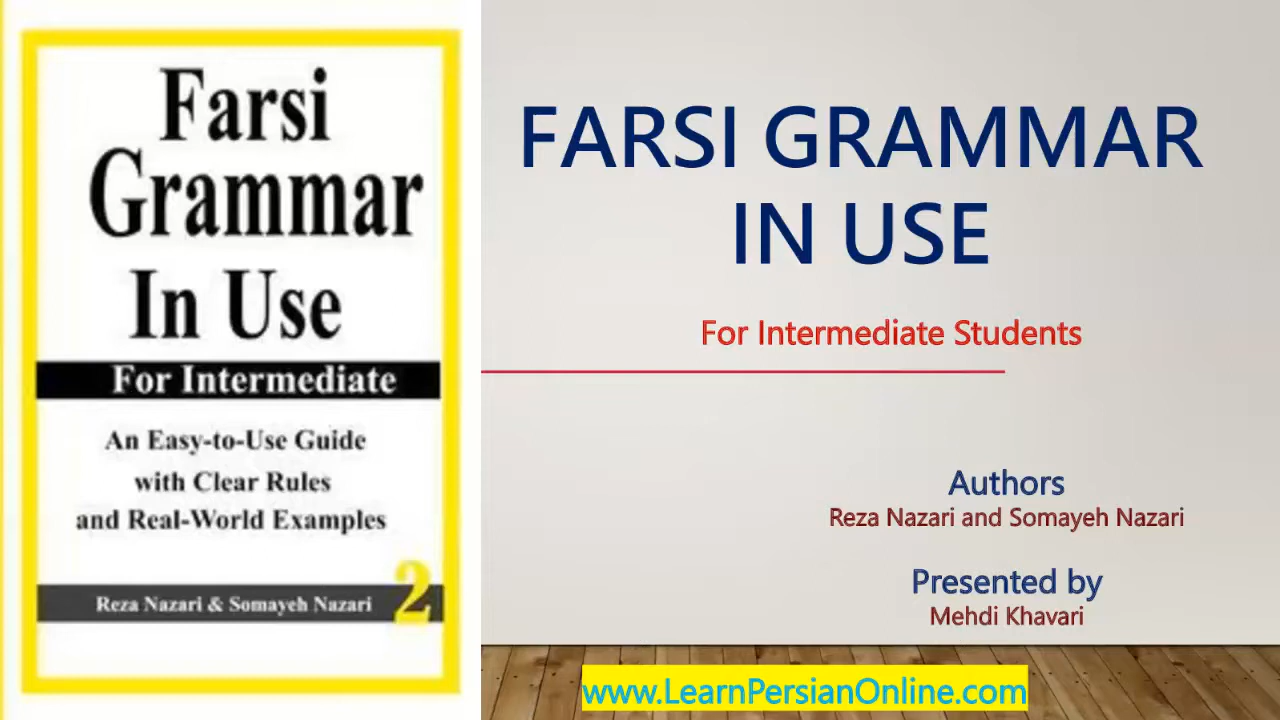 Farsi
Grammar
In Use
For Intermediate
An Easy-to-Use Guide
with Clear Rules
and Real-World Examples
Reza Nazari & Somayeh Nazari 2
FARSI GRAMMAR
IN USE
For Intermediate Students
Authors
Reza Nazari and Somayeh Nazari
Presented by
Mehdi Khavari
www.LearnPersianOnline.com